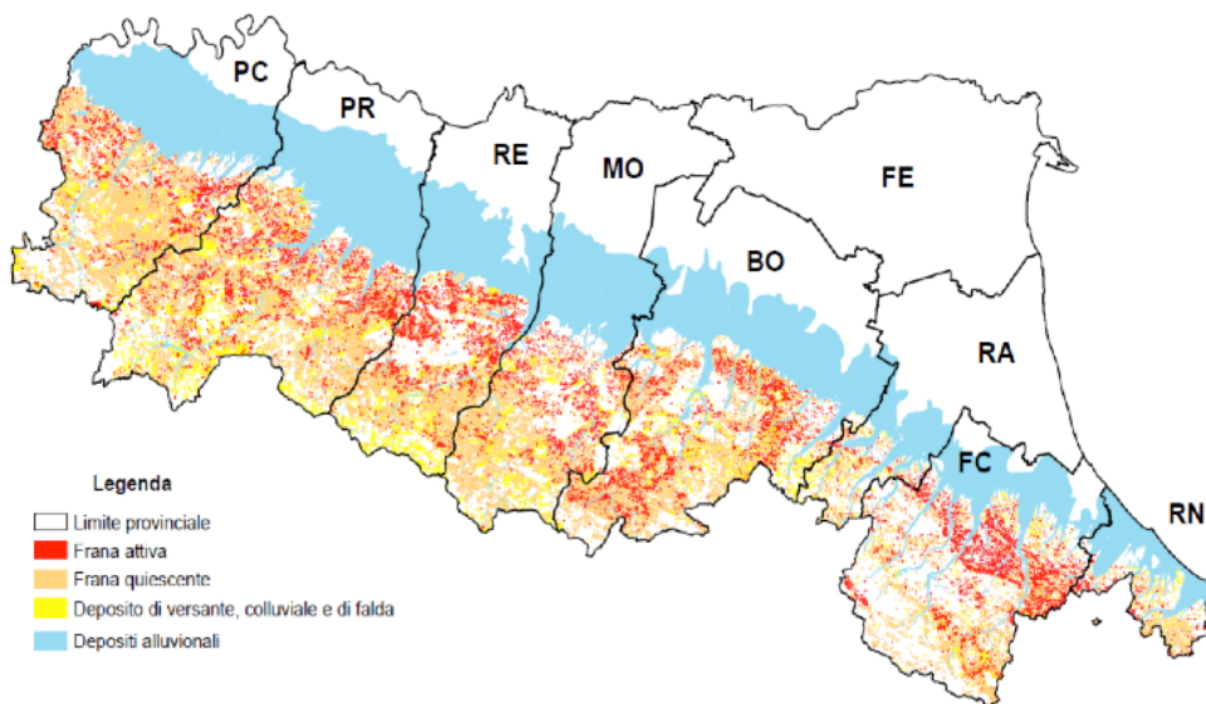 PC
PR
RE
MO
FE
BO
RA
FC
RN
Legenda
Limite provinciale
Frana attiva
Frana quiescente
Deposito di versante, colluviale e di falda
Depositi alluvionali